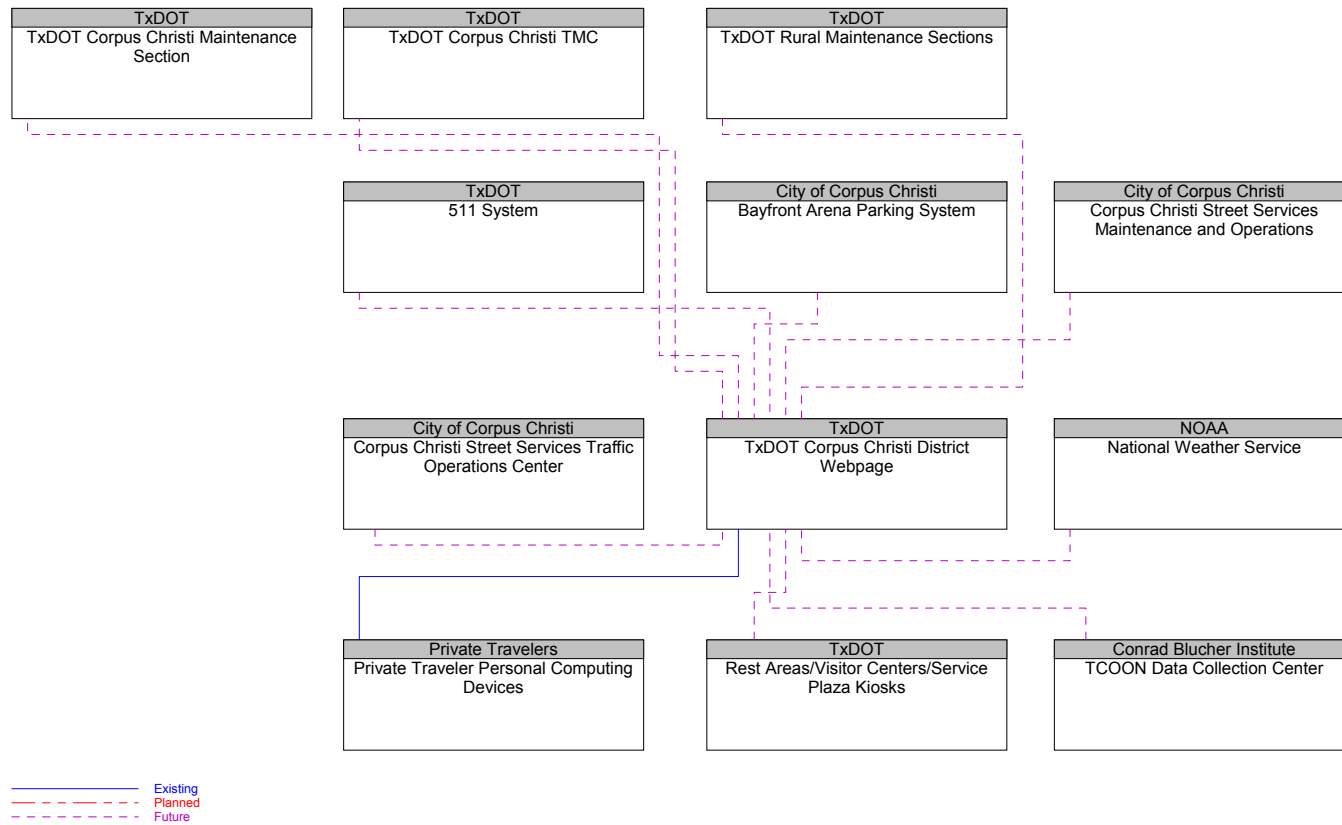 TxDOT
TxDOT Corpus Christi Maintenance
Section
TxDOT
TxDOT Corpus Christi TMC
TxDOT
TxDOT Rural Maintenance Sections
TxDOT
511 System
City of Corpus Christi
Bayfront Arena Parking System
City of Corpus Christi
Corpus Christi Street Services
Maintenance and Operations
City of Corpus Christi
Corpus Christi Street Services Traffic
Operations Center
TxDOT
TxDOT Corpus Christi District
Webpage
NOAA
National Weather Service
Private Travelers
Private Traveler Personal Computing
Devices
TxDOT
Rest Areas/Visitor Centers/Service
Plaza Kiosks
Conrad Blucher Institute
TCOON Data Collection Center
Existing
Planned
Future